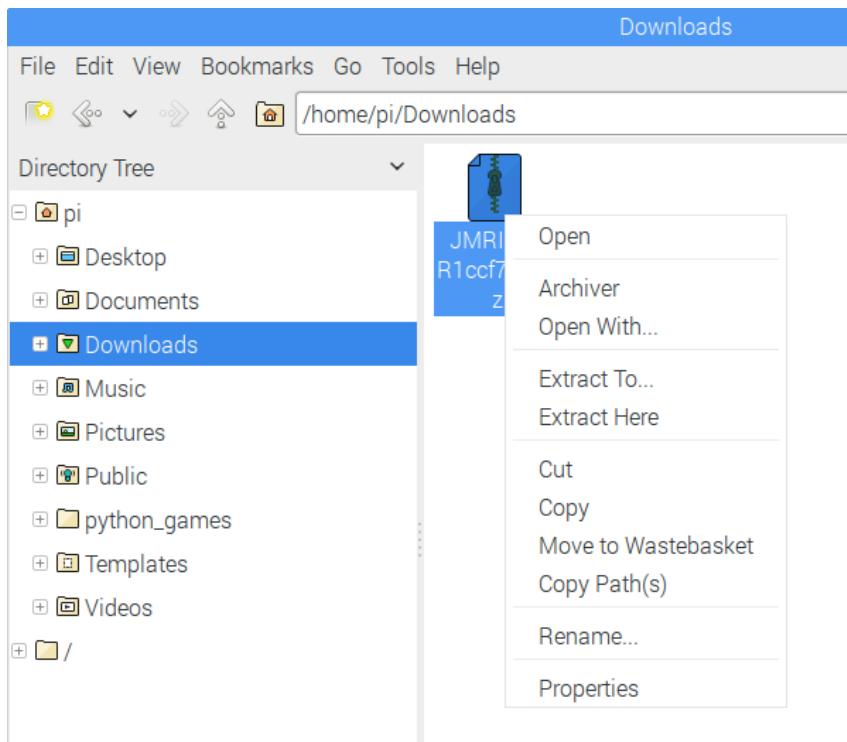 Downloads
File Edit View Bookmarks Go Tools Help
/home/pi/Downloads
Directory Tree
pi
Desktop
Documents
Downloads
Music
Pictures
Public
python_games
Templates
Videos
/
JMRI
R1ccf7
z
Open
Archiver
Open With...
Extract To...
Extract Here
Cut
Copy
Move to Wastebasket
Copy Path(s)
Rename...
Properties